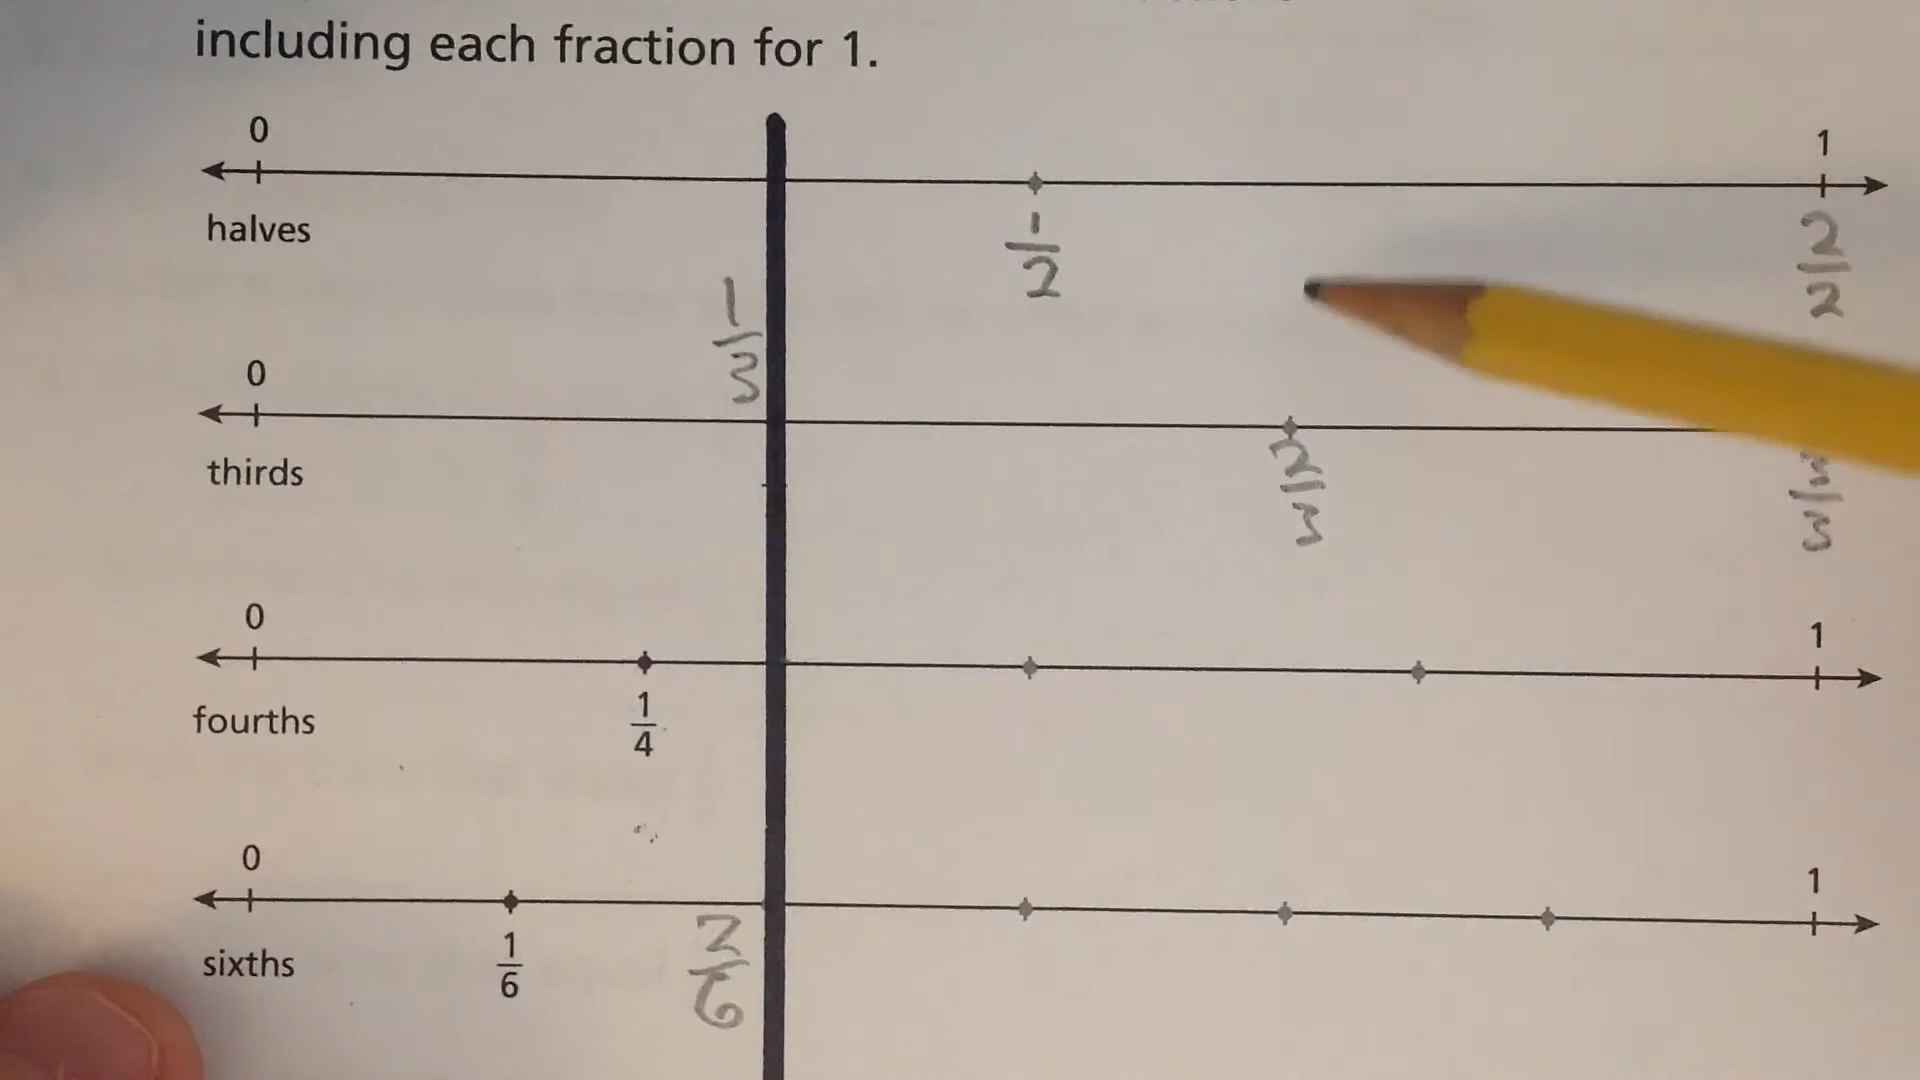 including each fraction for 1.
0 1
halves 1/2 2/2
1/3
0
thirds 2/3 3/3
0 1
fourths 1/4
0 1
sixths 1/6 2/6